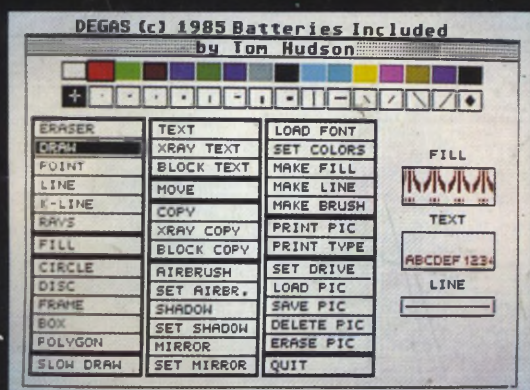 DEGAS (c) 1985 Batteries Included
by Tom Hudson
ERASER
DRAW
POINT
LINE
K-LINE
RAYS
FILL
CIRCLE
DISC
FRAME
BOX
POLYGON
SLOW DRAW
TEXT
XRAY TEXT
BLOCK TEXT
MOVE
COPY
XRAY COPY
BLOCK COPY
AIRBRUSH
SET AIRBR.
SHADOW
SET SHADOW
MIRROR
SET MIRROR
LOAD FONT
SET COLORS
MAKE FILL
MAKE LINE
MAKE BRUSH
PRINT PIC
PRINT TYPE
SET DRIVE
LOAD PIC
SAVE PIC
DELETE PIC
ERASE PIC
QUIT
FILL
TEXT
ABCDEF 1234
LINE